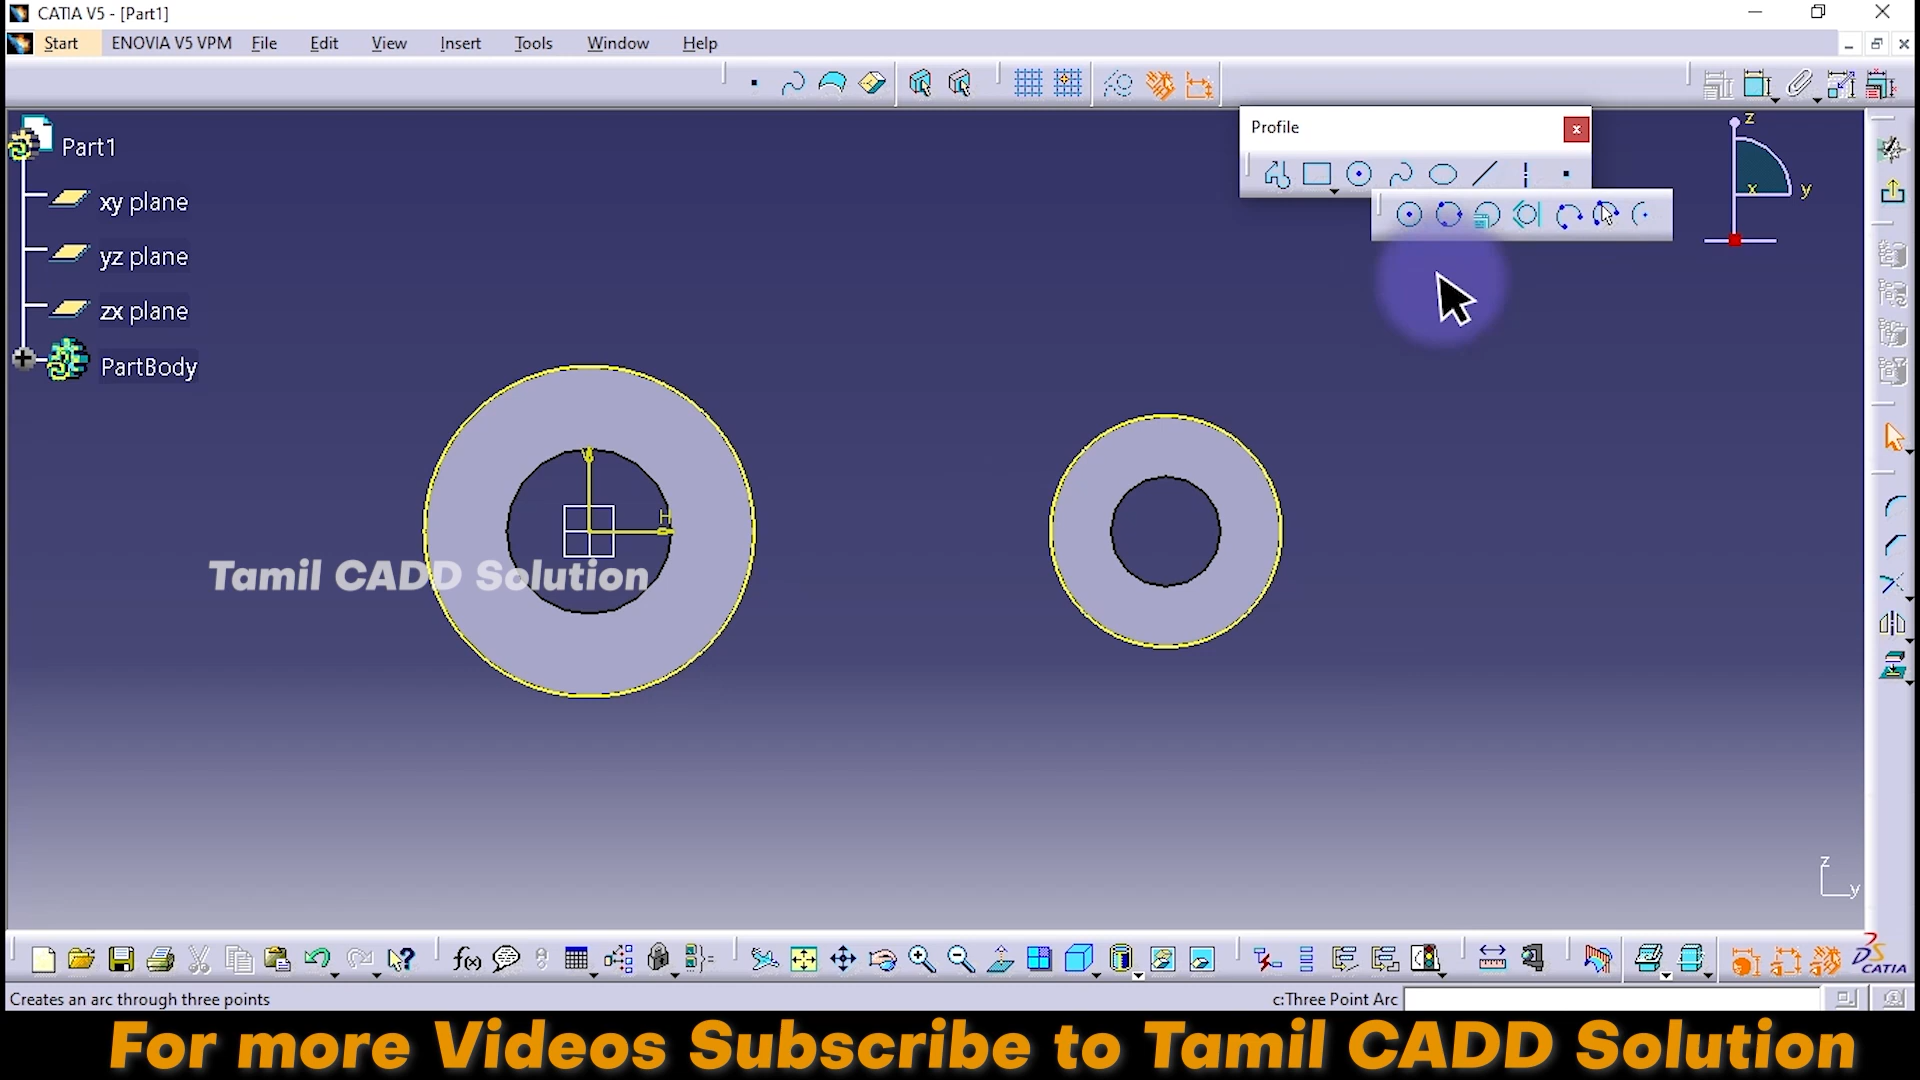 CATIA V5 - [Part1]
Start ENOVIA V5 VPM File Edit View Insert Tools Window Help
Profile
z
x y
Part1
xy plane
yz plane
zx plane
PartBody
V
H
Tamil CADD Solution
z
y
f(x)
CATIA
Creates an arc through three points
c:Three Point Arc
For more Videos Subscribe to Tamil CADD Solution